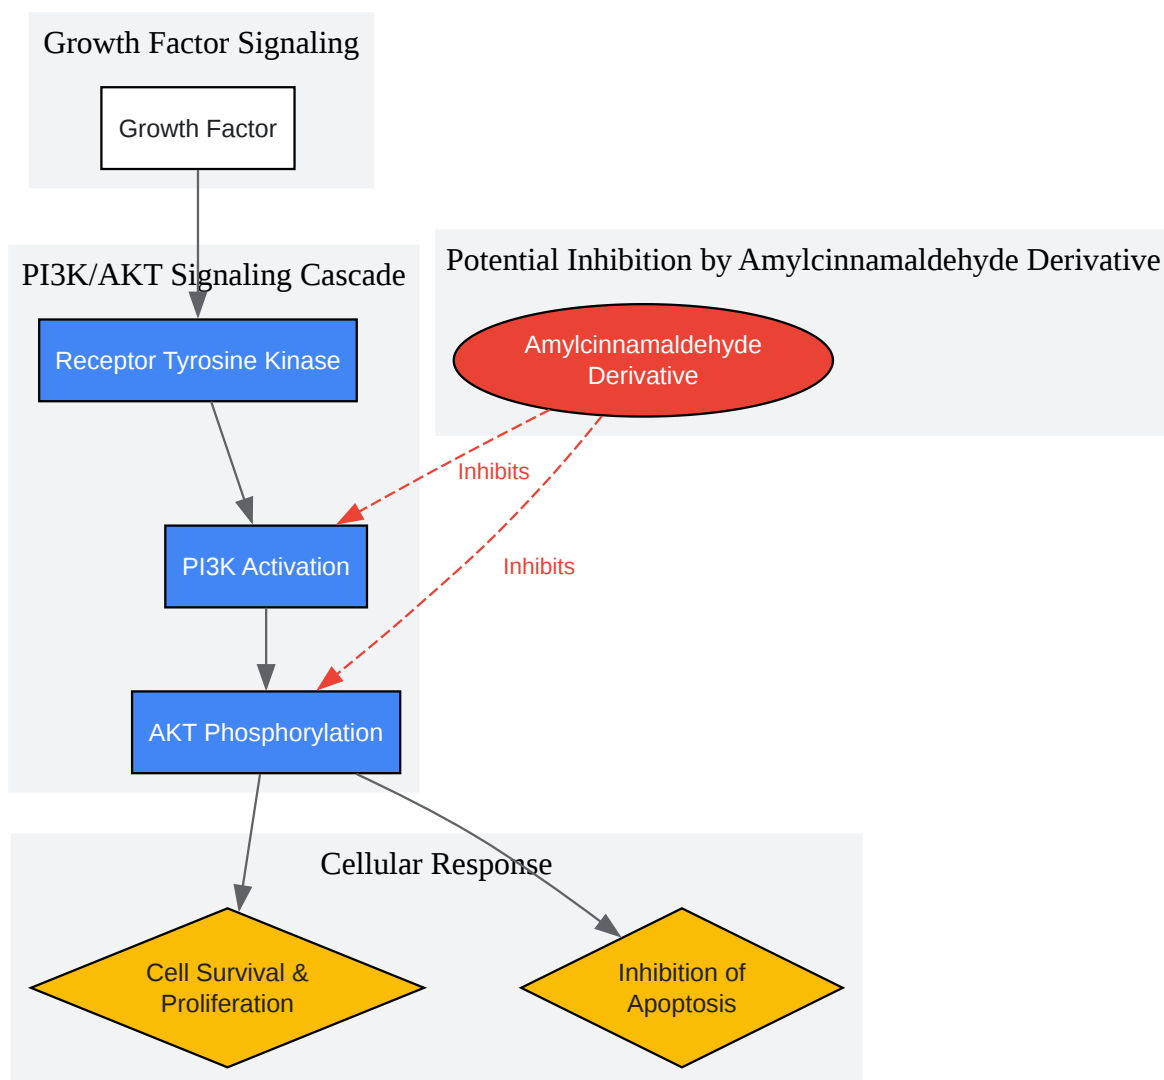 Growth Factor Signaling
Growth Factor
PI3K/AKT Signaling Cascade
Potential Inhibition by Amylcinnamaldehyde Derivative
Receptor Tyrosine Kinase
Amylcinnamaldehyde
Derivative
Inhibits
PI3K Activation
Inhibits
AKT Phosphorylation
Cellular Response
Cell Survival &
Proliferation
Inhibition of
Apoptosis